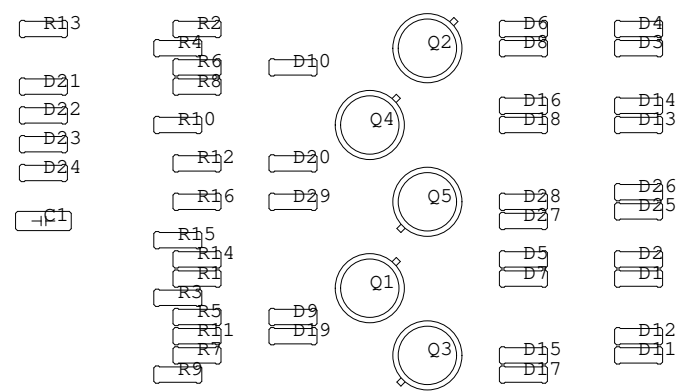 R13 R2 D6 D4
R4 Q2 D8 D3
R6 D10
D21 R8
D22 R10 Q4 D16 D14
D18 D13
D23
D24 R12 D20
D26
R16 D29 Q5 D28 D25
C1 D27
R15
R14 D5 D2
R1 Q1 D7 D1
R3
R5 D9
R11 D19 D12
R7 Q3 D15 D11
R9 D17